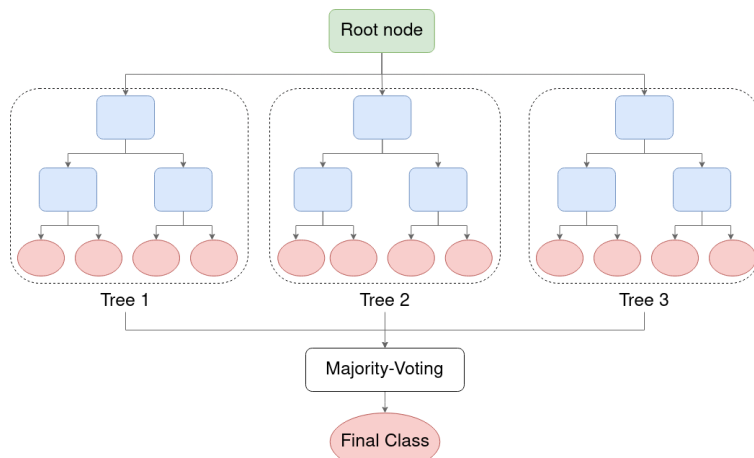 Root node
Tree 1
Tree 2
Tree 3
Majority-Voting
Final Class